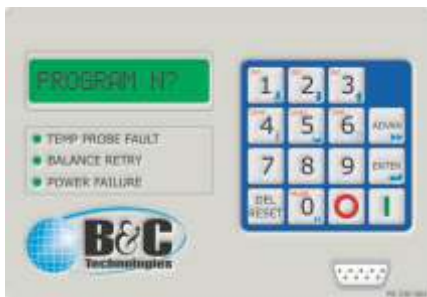 PROGRAM N?
TEMP PROBE FAULT
BALANCE RETRY
POWER FAILURE
1 2 3
4 5 6 ADVAN
7 8 9 ENTER
DEL RESET 0
B&C
Technologies